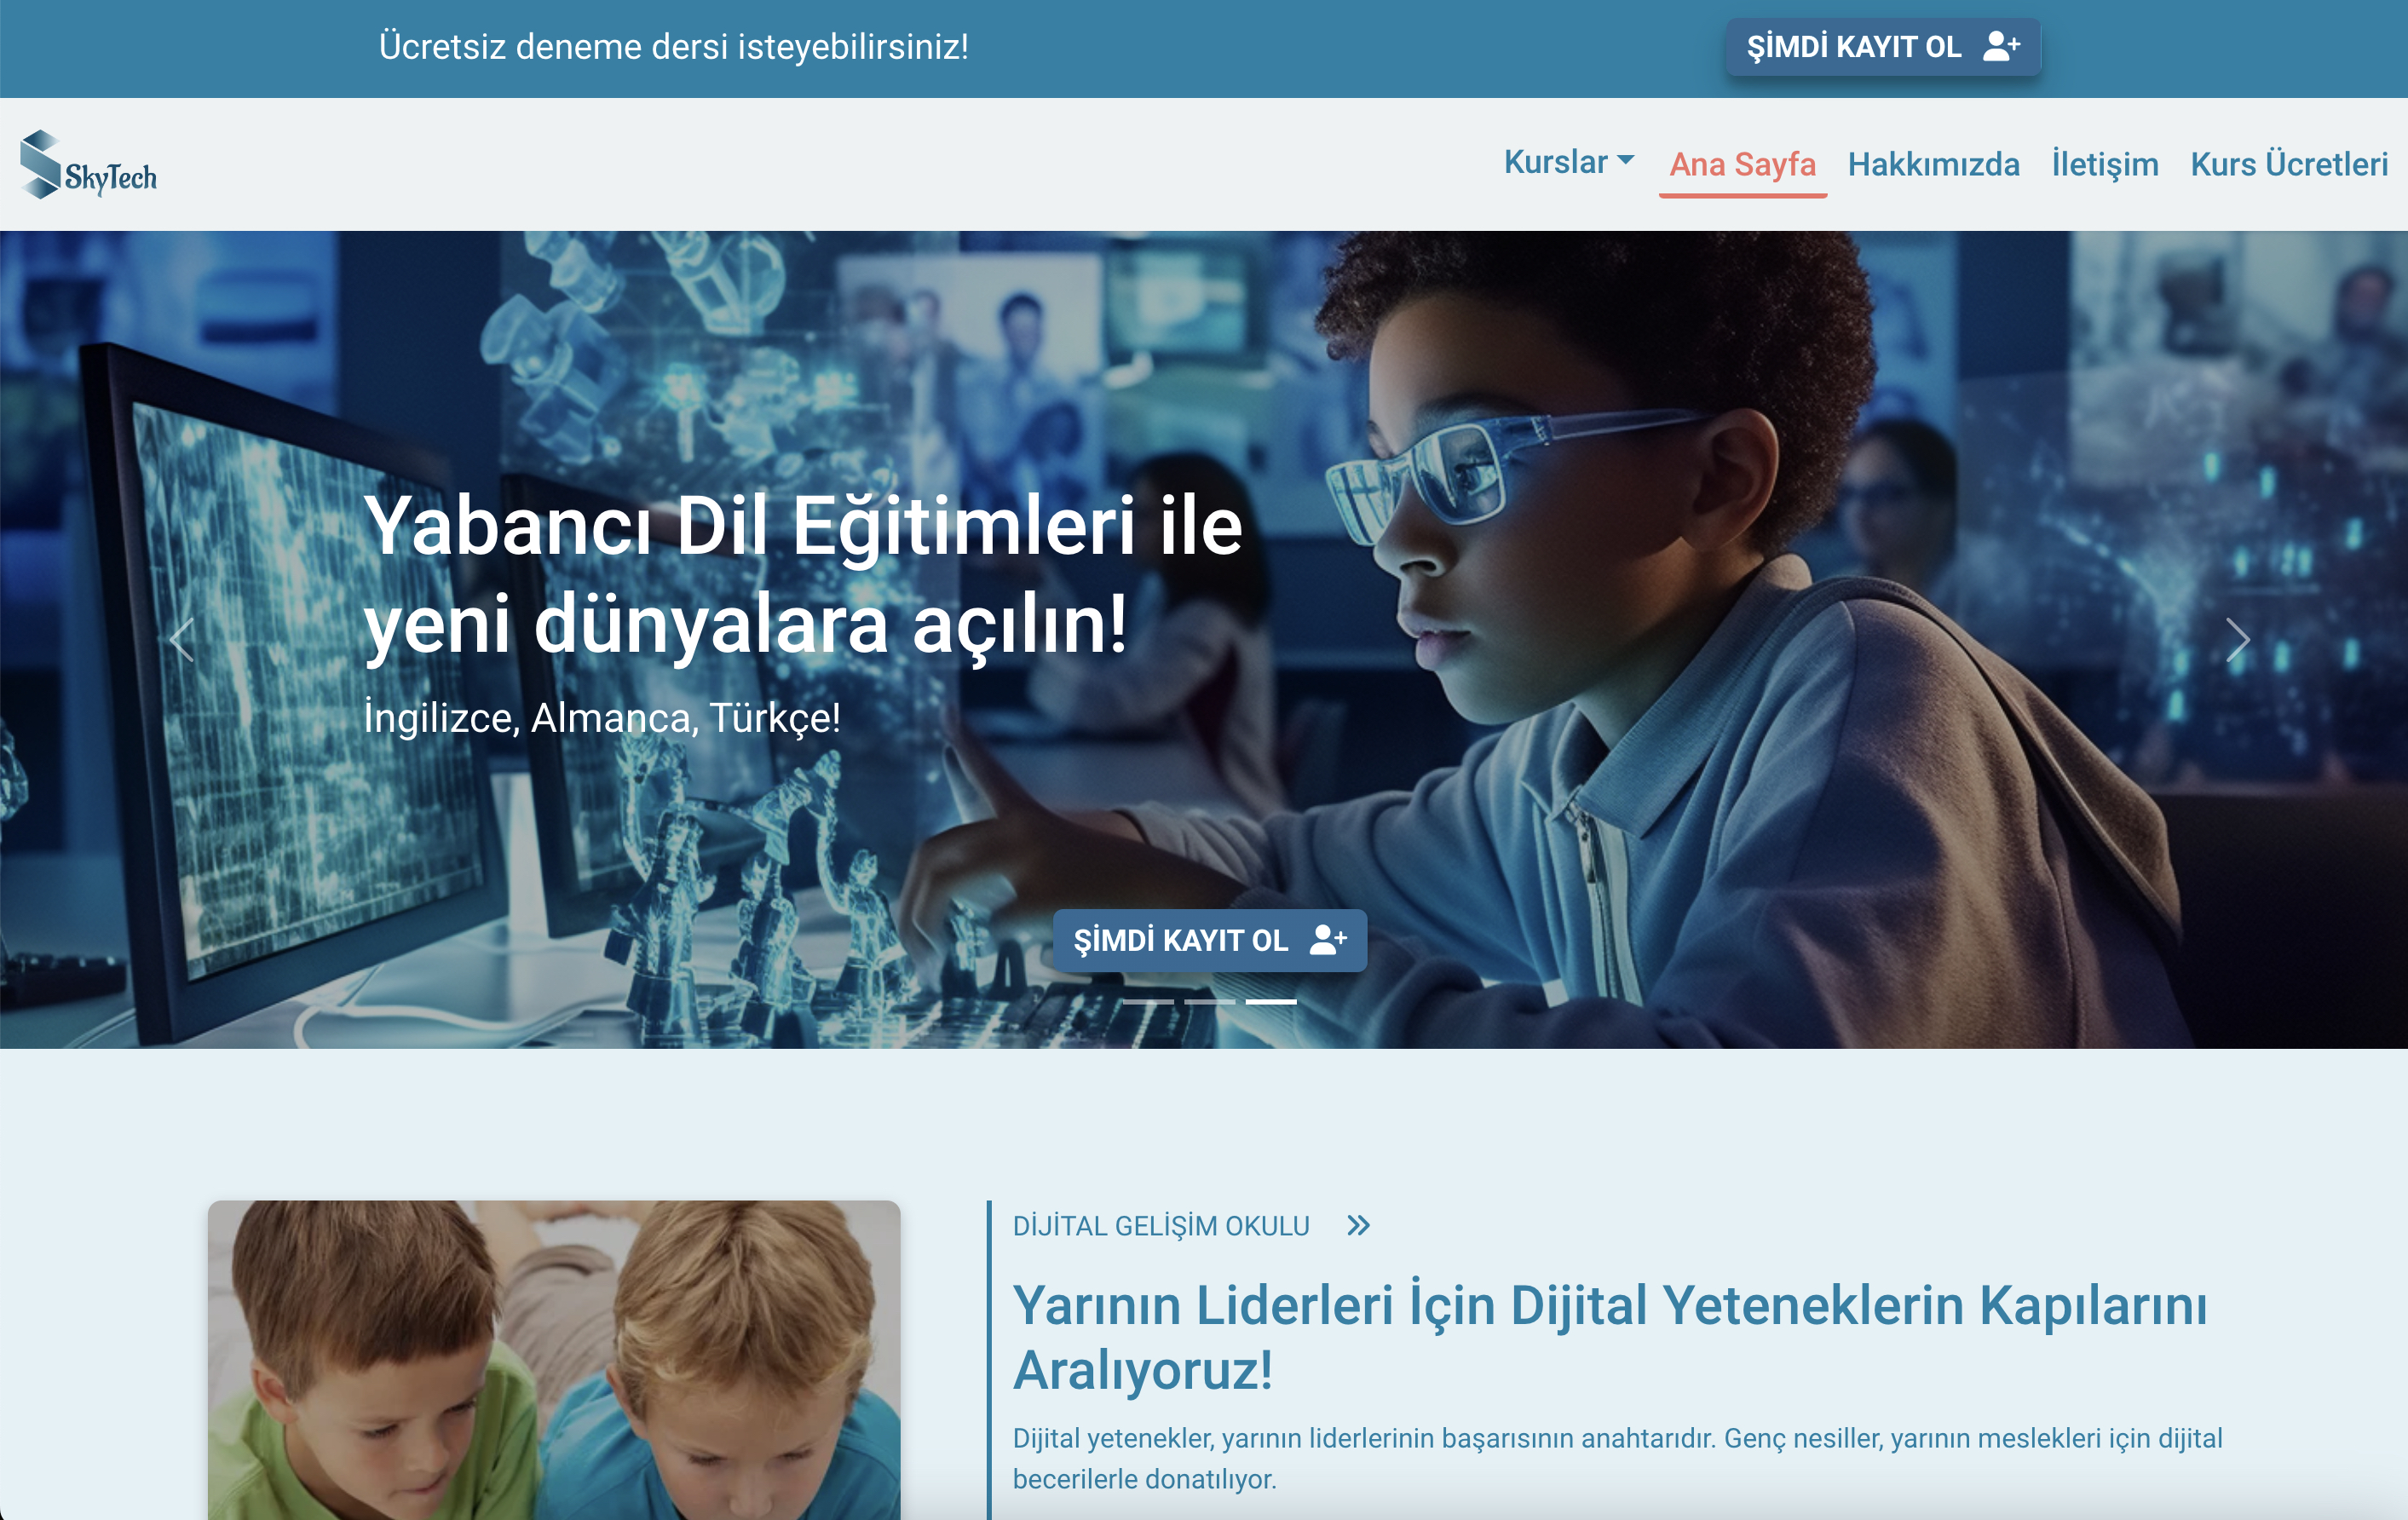 Ücretsiz deneme dersi isteyebilirsiniz!
ŞİMDİ KAYIT OL
SkyTech
Kurslar
Ana Sayfa
Hakkımızda
İletişim
Kurs Ücretleri
Yabancı Dil Eğitimleri ile
yeni dünyalara açılın!
İngilizce, Almanca, Türkçe!
ŞİMDİ KAYIT OL
DİJİTAL GELİŞİM OKULU
Yarının Liderleri İçin Dijital Yeteneklerin Kapılarını
Aralıyoruz!
Dijital yetenekler, yarının liderlerinin başarısının anahtarıdır. Genç nesiller, yarının meslekleri için dijital
becerilerle donatılıyor.